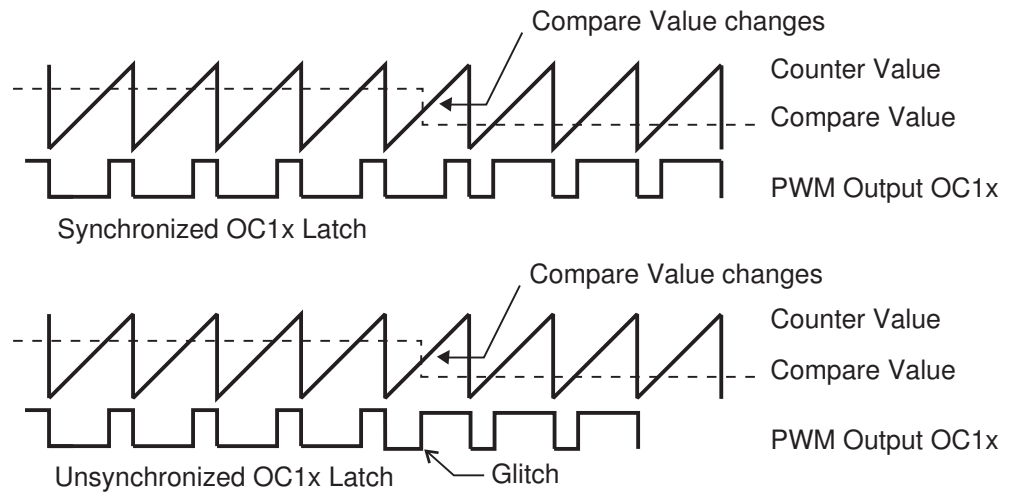 Compare Value changes
Counter Value
Compare Value
PWM Output OC1x
Synchronized OC1x Latch
Compare Value changes
Counter Value
Compare Value
PWM Output OC1x
Unsynchronized OC1x Latch
Glitch